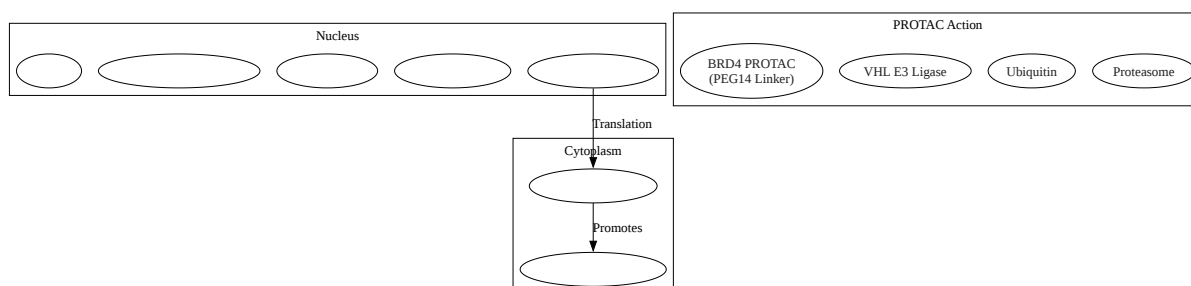 Nucleus
PROTAC Action
BRD4 PROTAC
(PEG14 Linker)
VHL E3 Ligase
Ubiquitin
Proteasome
Translation
Cytoplasm
Promotes